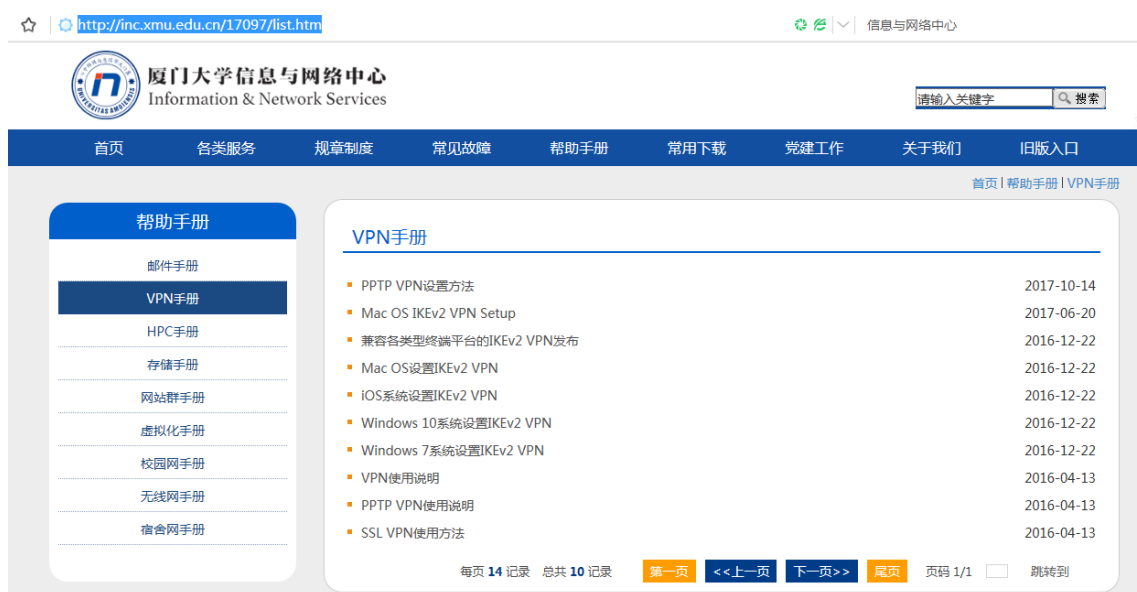 http://inc.xmu.edu.cn/17097/list.htm 信息与网络中心
厦门大学信息与网络中心
Information & Network Services
请输入关键字 搜索
首页 各类服务 规章制度 常见故障 帮助手册 常用下载 党建工作 关于我们 旧版入口
首页 | 帮助手册 | VPN手册
帮助手册
邮件手册
VPN手册
HPC手册
存储手册
网站群手册
虚拟化手册
校园网手册
无线网手册
宿舍网手册
VPN手册
PPTP VPN设置方法 2017-10-14
Mac OS IKEv2 VPN Setup 2017-06-20
兼容各类型终端平台的IKEv2 VPN发布 2016-12-22
Mac OS设置IKEv2 VPN 2016-12-22
iOS系统设置IKEv2 VPN 2016-12-22
Windows 10系统设置IKEv2 VPN 2016-12-22
Windows 7系统设置IKEv2 VPN 2016-12-22
VPN使用说明 2016-04-13
PPTP VPN使用说明 2016-04-13
SSL VPN使用方法 2016-04-13
每页 14 记录 总共 10 记录 第一页 <<上一页 下一页>> 尾页 页码 1/1 跳转到